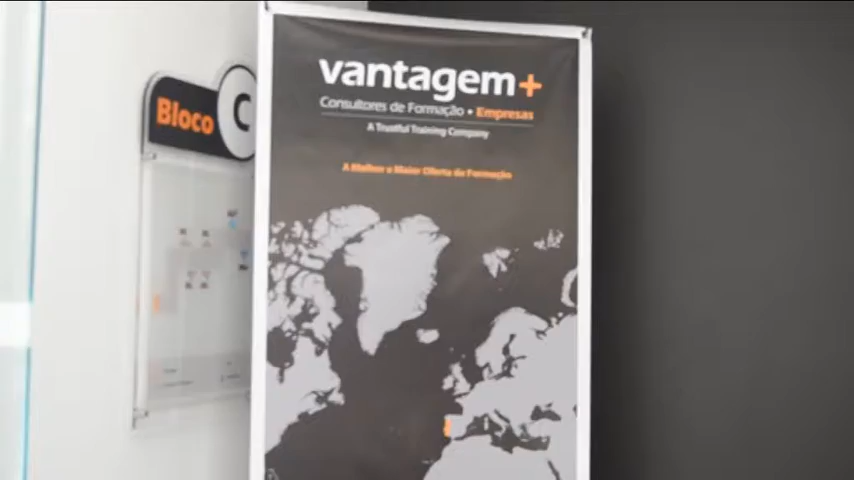 Bloco C
vantagem+
Consultores de Formação • Empresas
A Trustful Training Company
A Melhor e Maior Oferta de Formação